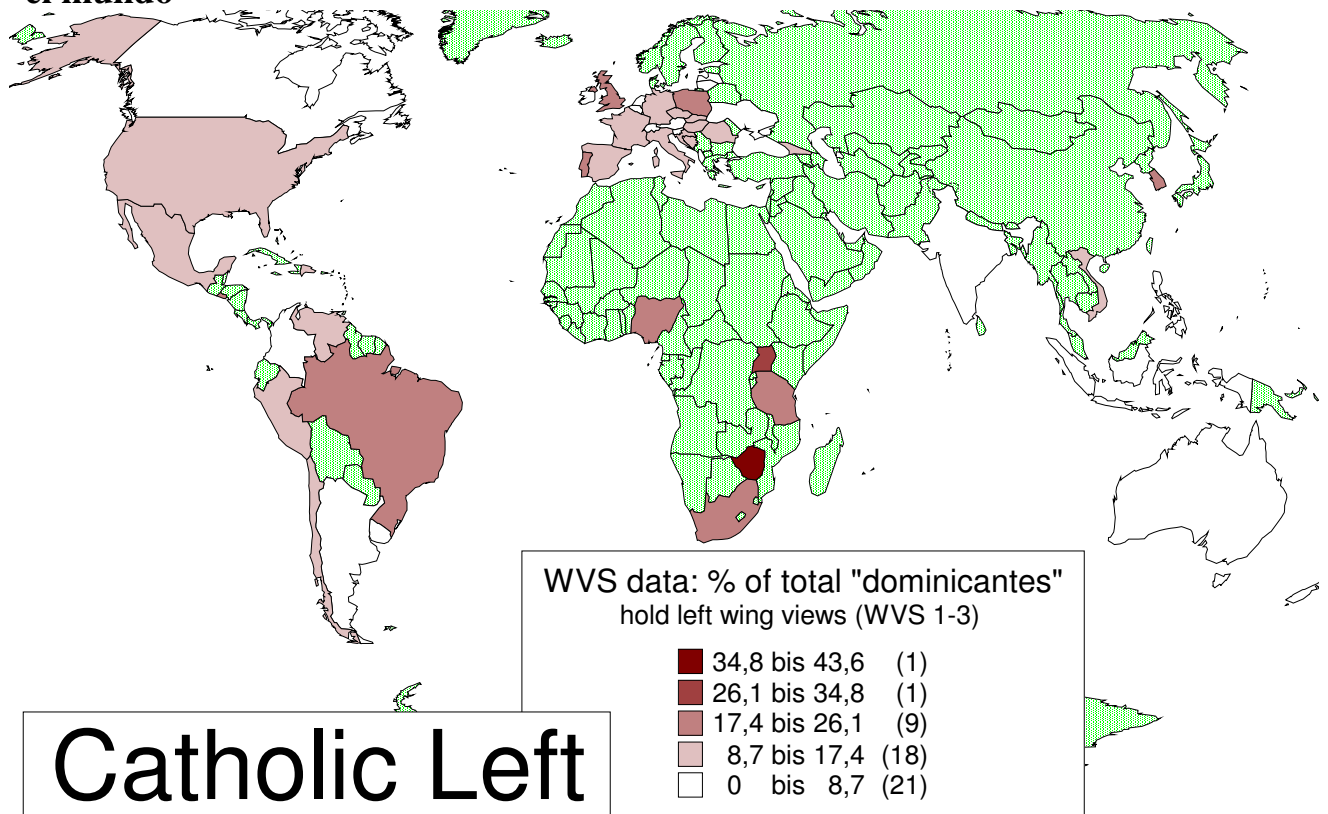 el mundo
WVS data: % of total "dominicantes"
hold left wing views (WVS 1-3)
34,8 bis 43,6 (1)
26,1 bis 34,8 (1)
17,4 bis 26,1 (9)
8,7 bis 17,4 (18)
0 bis 8,7 (21)
Catholic Left